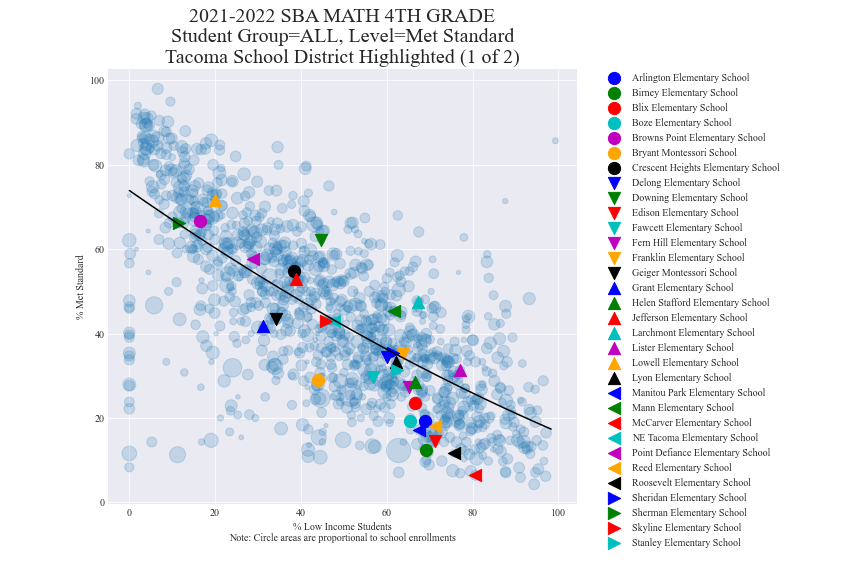 2021-2022 SBA MATH 4TH GRADE
Student Group=ALL, Level=Met Standard
Tacoma School District Highlighted (1 of 2)
% Met Standard
100
80
60
40
20
0
0 20 40 60 80 100
% Low Income Students
Note: Circle areas are proportional to school enrollments
Arlington Elementary School
Birney Elementary School
Blix Elementary School
Boze Elementary School
Browns Point Elementary School
Bryant Montessori School
Crescent Heights Elementary School
Delong Elementary School
Downing Elementary School
Edison Elementary School
Fawcett Elementary School
Fern Hill Elementary School
Franklin Elementary School
Geiger Montessori School
Grant Elementary School
Helen Stafford Elementary School
Jefferson Elementary School
Larchmont Elementary School
Lister Elementary School
Lowell Elementary School
Lyon Elementary School
Manitou Park Elementary School
Mann Elementary School
McCarver Elementary School
NE Tacoma Elementary School
Point Defiance Elementary School
Reed Elementary School
Roosevelt Elementary School
Sheridan Elementary School
Sherman Elementary School
Skyline Elementary School
Stanley Elementary School